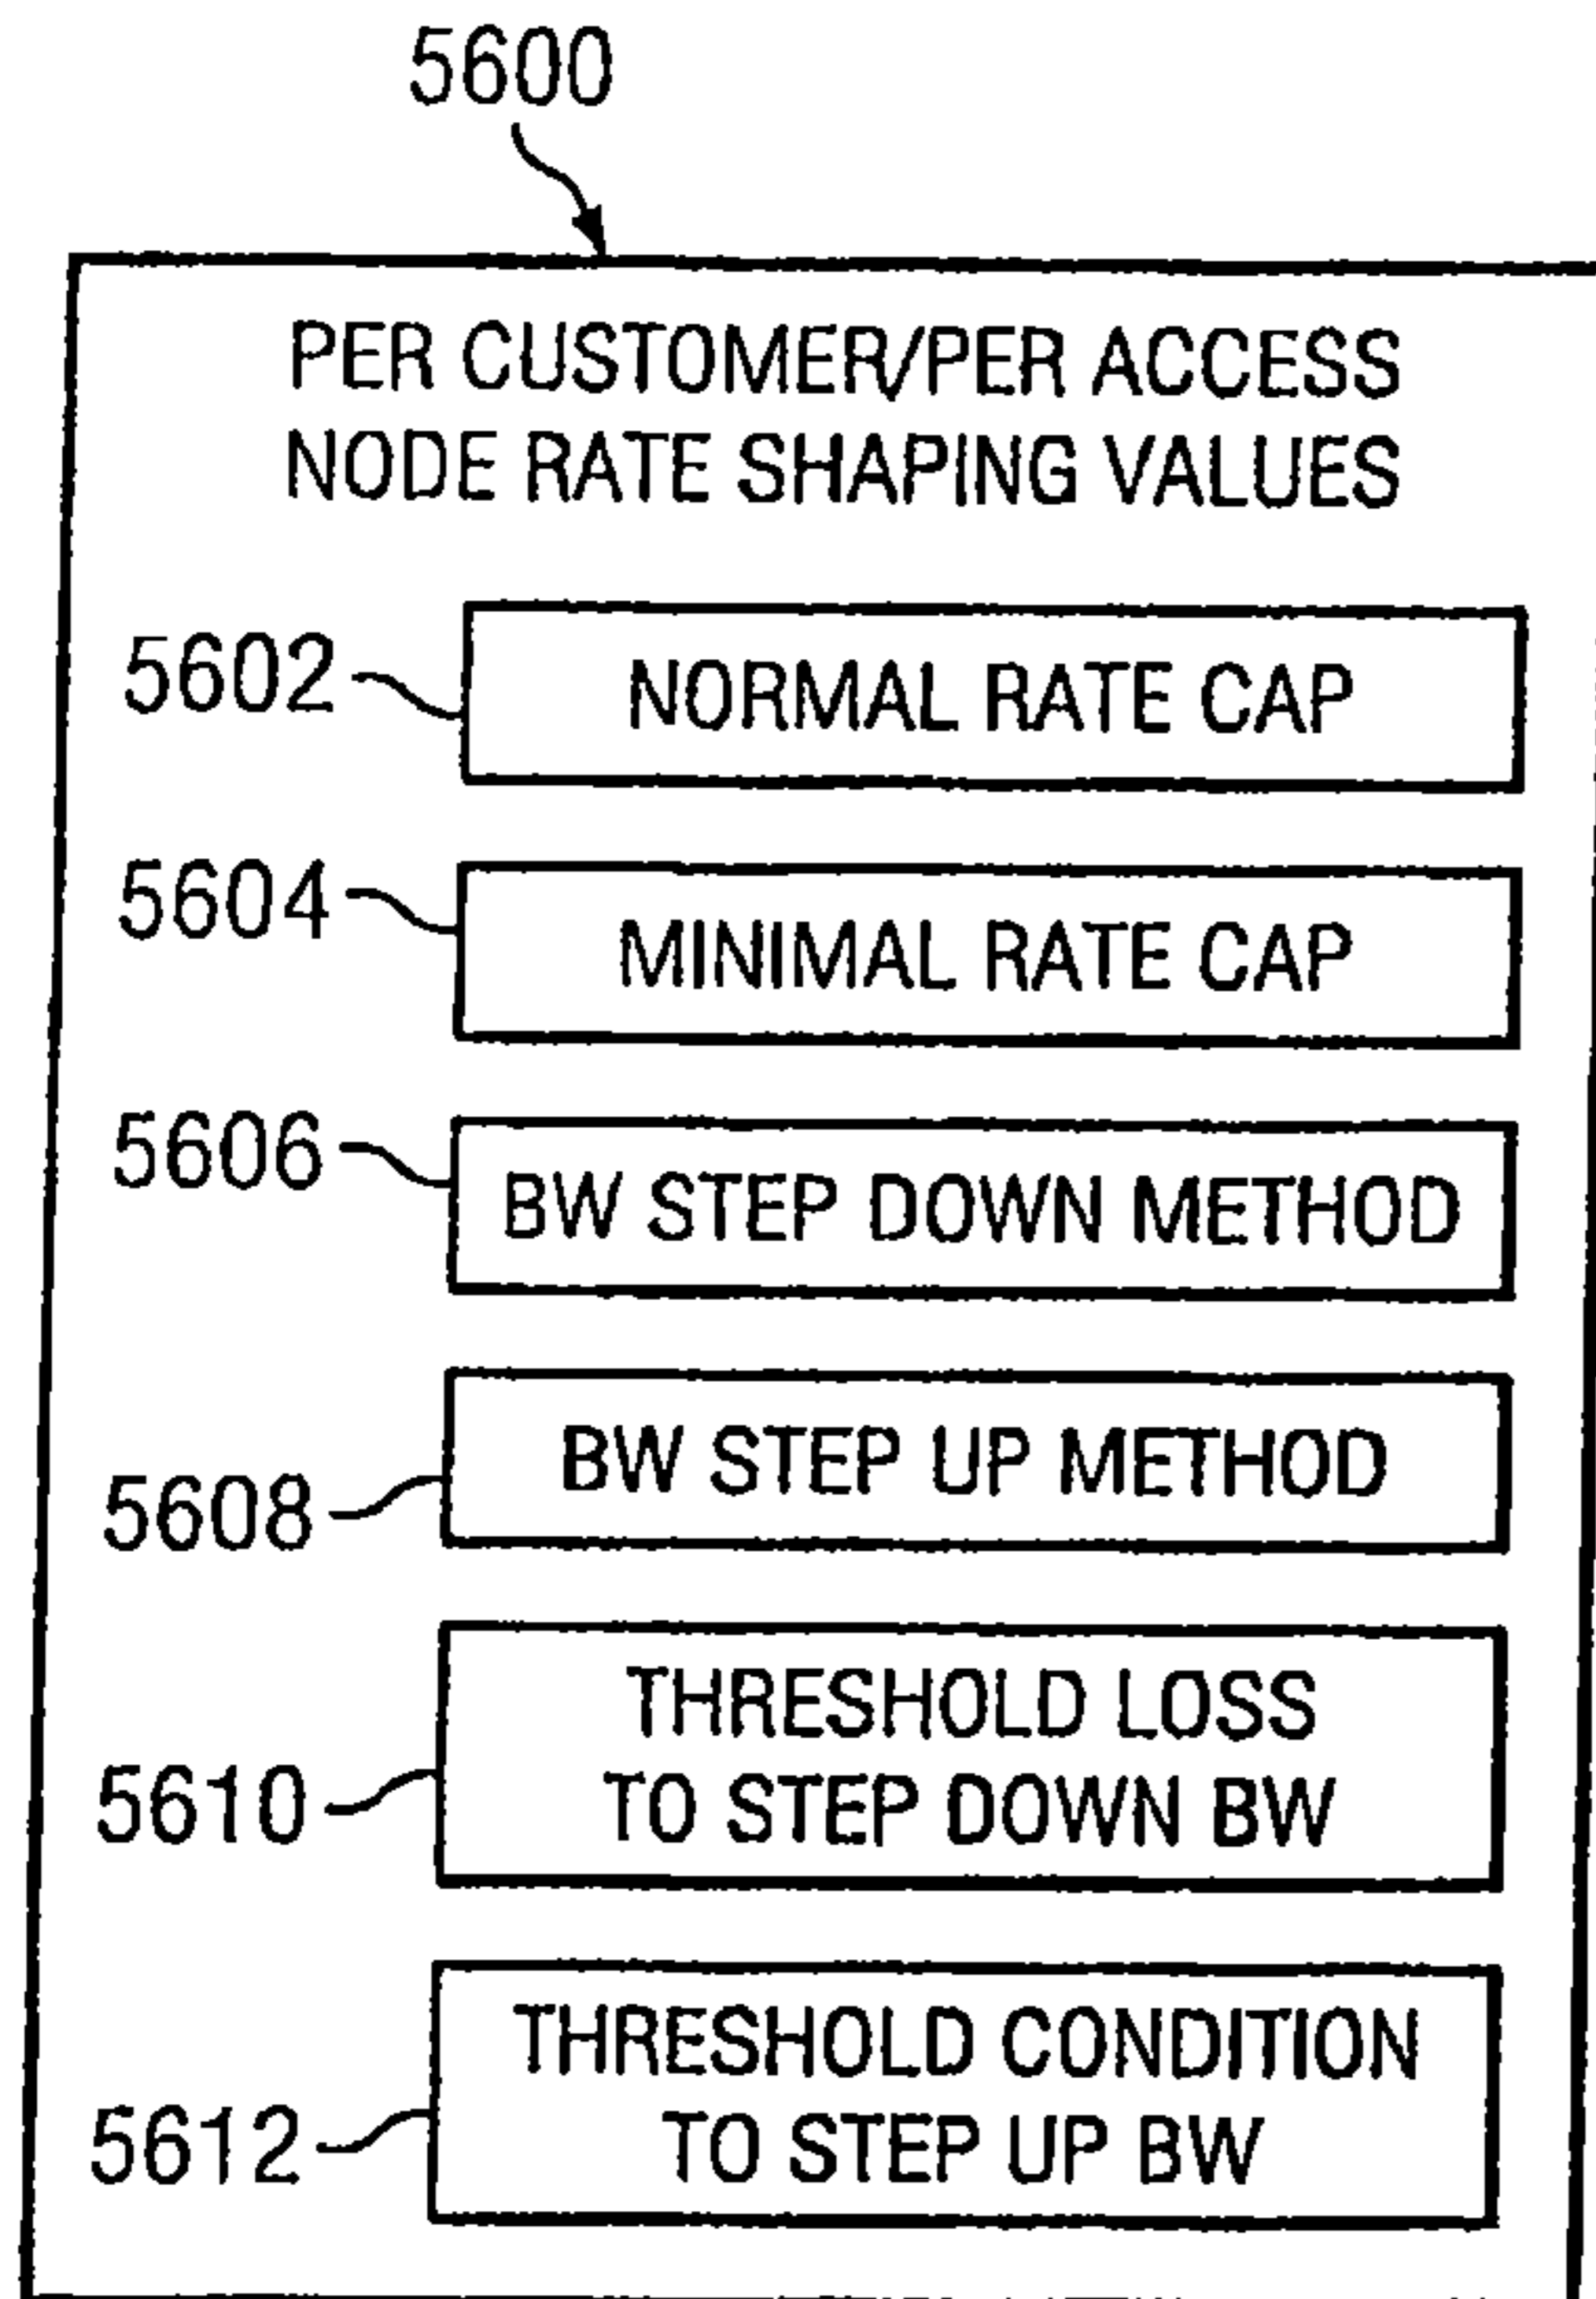 5600
PER CUSTOMER/PER ACCESS
NODE RATE SHAPING VALUES
5602
NORMAL RATE CAP
5604
MINIMAL RATE CAP
5606
BW STEP DOWN METHOD
5608
BW STEP UP METHOD
5610
THRESHOLD LOSS
TO STEP DOWN BW
5612
THRESHOLD CONDITION
TO STEP UP BW